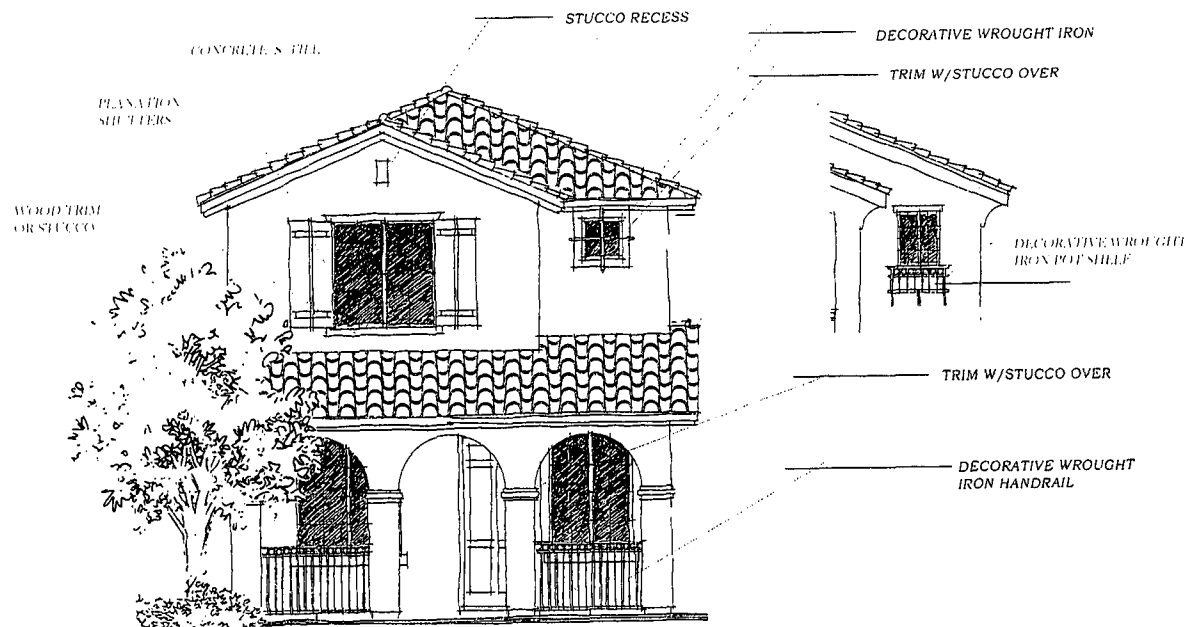 STUCCO RECESS
DECORATIVE WROUGHT IRON
CONCRETE S TILE
TRIM W/STUCCO OVER
PLANATION
SHUTTERS
WOOD TRIM
OR STUCCO
DECORATIVE WROUGHT
IRON POT SHELF
TRIM W/STUCCO OVER
DECORATIVE WROUGHT
IRON HANDRAIL